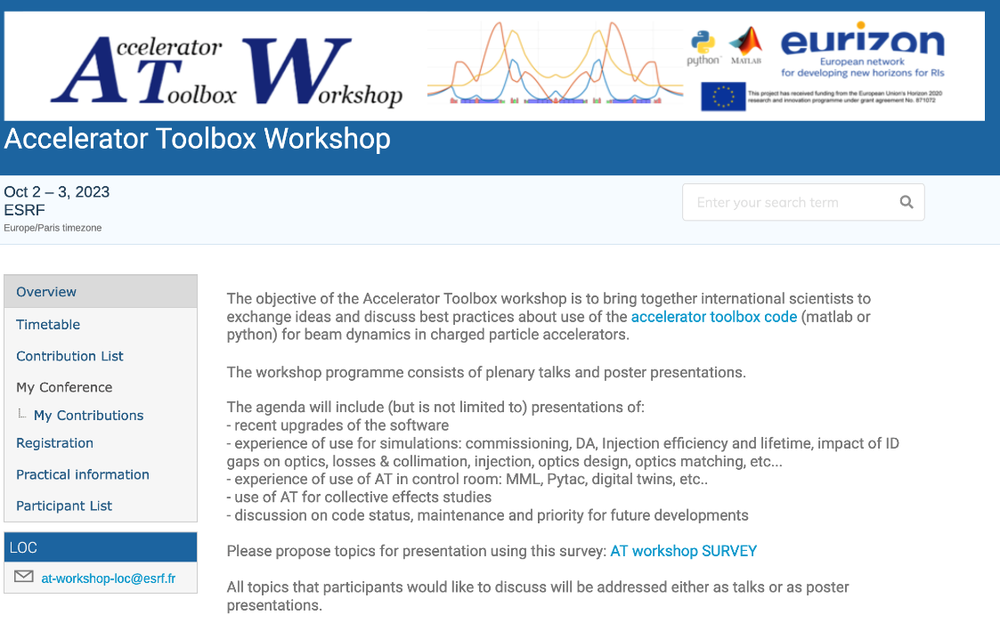 Accelerator
Toolbox Workshop
python
MATLAB
eurizon
European network
for developing new horizons for RIs
This project has received funding from the European Union's Horizon 2020
research and innovation programme under grant agreement No. 871072
Accelerator Toolbox Workshop
Oct 2 – 3, 2023
ESRF
Europe/Paris timezone
Enter your search term
Overview
Timetable
Contribution List
My Conference
My Contributions
Registration
Practical information
Participant List
LOC
at-workshop-loc@esrf.fr
The objective of the Accelerator Toolbox workshop is to bring together international scientists to
exchange ideas and discuss best practices about use of the accelerator toolbox code (matlab or
python) for beam dynamics in charged particle accelerators.
The workshop programme consists of plenary talks and poster presentations.
The agenda will include (but is not limited to) presentations of:
- recent upgrades of the software
- experience of use for simulations: commissioning, DA, Injection efficiency and lifetime, impact of ID
gaps on optics, losses & collimation, injection, optics design, optics matching, etc...
- experience of use of AT in control room: MML, Pytac, digital twins, etc..
- use of AT for collective effects studies
- discussion on code status, maintenance and priority for future developments
Please propose topics for presentation using this survey: AT workshop SURVEY
All topics that participants would like to discuss will be addressed either as talks or as poster
presentations.